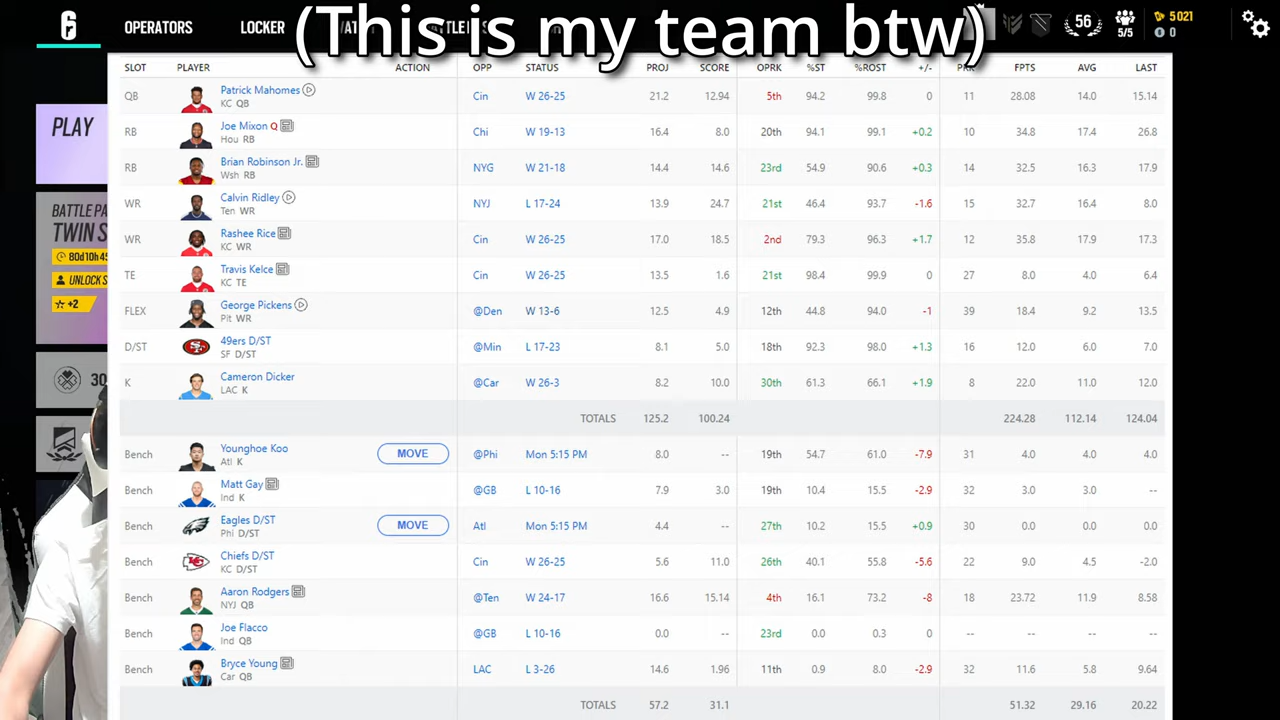 (This is my team btw)
OPERATORS LOCKER
56 5/5 5 021
0
PLAY
BATTLE PA
TWIN S
80d10h45
UNLOCK S
+2
30
SLOT PLAYER ACTION OPP STATUS PROJ SCORE OPRK %ST %ROST +/- PRK FPTS AVG LAST
QB Patrick Mahomes KC QB Cin W 26-25 21.2 12.94 5th 94.2 99.8 0 11 28.08 14.0 15.14
RB Joe Mixon Q Hou RB Chi W 19-13 16.4 8.0 20th 94.1 99.1 +0.2 10 34.8 17.4 26.8
RB Brian Robinson Jr. Wsh RB NYG W 21-18 14.4 14.6 23rd 54.9 90.6 +0.3 14 32.5 16.3 17.9
WR Calvin Ridley Ten WR NYJ L 17-24 13.9 24.7 21st 46.4 93.7 -1.6 15 32.7 16.4 8.0
WR Rashee Rice KC WR Cin W 26-25 17.0 18.5 2nd 79.3 96.3 +1.7 12 35.8 17.9 17.3
TE Travis Kelce KC TE Cin W 26-25 13.5 1.6 21st 98.4 99.9 0 27 8.0 4.0 6.4
FLEX George Pickens Pit WR @Den W 13-6 12.5 4.9 12th 44.8 94.0 -1 39 18.4 9.2 13.5
D/ST 49ers D/ST SF D/ST @Min L 17-23 8.1 5.0 18th 92.3 98.0 +1.3 16 12.0 6.0 7.0
K Cameron Dicker LAC K @Car W 26-3 8.2 10.0 30th 61.3 66.1 +1.9 8 22.0 11.0 12.0
TOTALS 125.2 100.24 224.28 112.14 124.04
Bench Younghoe Koo Atl K MOVE @Phi Mon 5:15 PM 8.0 -- 19th 54.7 61.0 -7.9 31 4.0 4.0 4.0
Bench Matt Gay Ind K @GB L 10-16 7.9 3.0 19th 10.4 15.5 -2.9 32 3.0 3.0 --
Bench Eagles D/ST Phi D/ST MOVE Atl Mon 5:15 PM 4.4 -- 27th 10.2 15.5 +0.9 30 0.0 0.0 0.0
Bench Chiefs D/ST KC D/ST Cin W 26-25 5.6 11.0 26th 40.1 55.8 -5.6 22 9.0 4.5 -2.0
Bench Aaron Rodgers NYJ QB @Ten W 24-17 16.6 15.14 4th 16.1 73.2 -8 18 23.72 11.9 8.58
Bench Joe Flacco Ind QB @GB L 10-16 0.0 -- 23rd 0.0 0.3 0 -- -- -- --
Bench Bryce Young Car QB LAC L 3-26 14.6 1.96 11th 0.9 8.0 -2.9 32 11.6 5.8 9.64
TOTALS 57.2 31.1 51.32 29.16 20.22